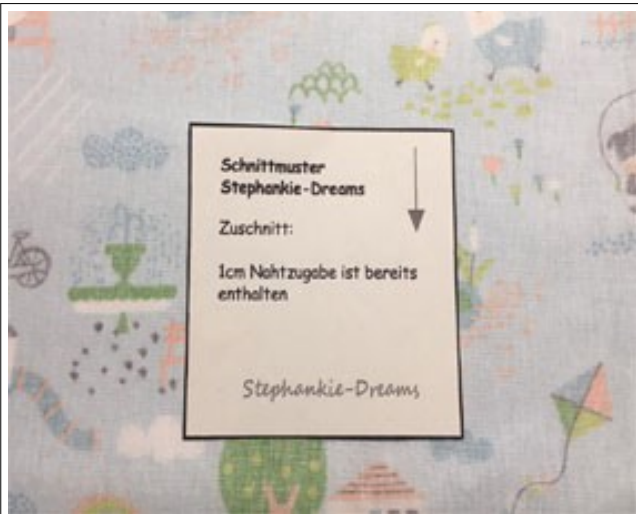 Schnittmuster
Stephankie-Dreams
Zuschnitt:
1cm Nahtzugabe ist bereits
enthalten
Stephankie-Dreams